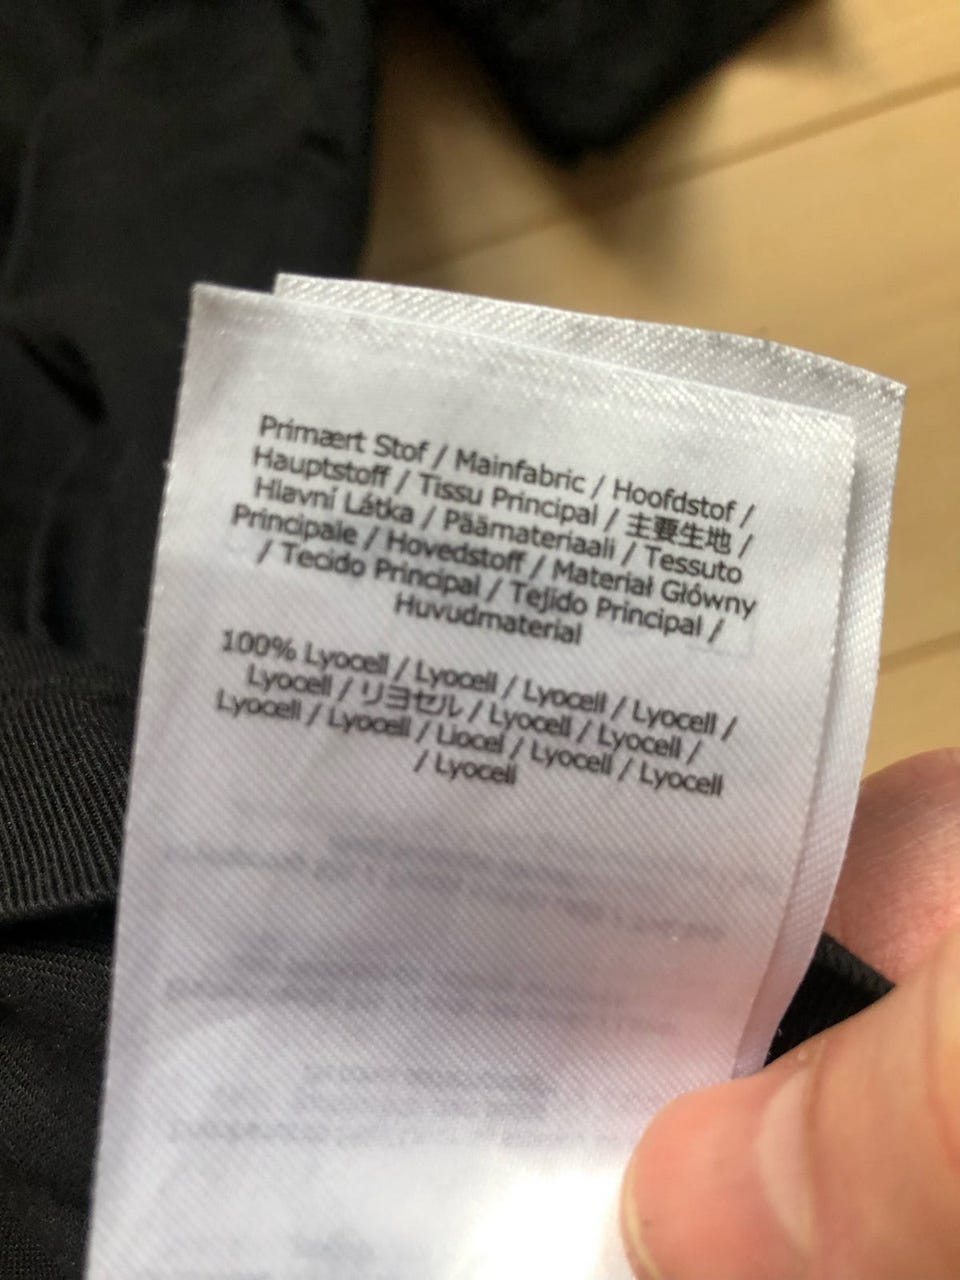 Primært Stof / Mainfabric / Hoofdstof /
Hauptstoff / Tissu Principal / 主要生地 /
Hlavní Látka / Päämateriaali / Tessuto
Principale / Hovedstoff / Materiał Główny
/ Tecido Principal / Tejido Principal /
Huvudmaterial
100% Lyocell / Lyocell / Lyocell / Lyocell /
Lyocell / リヨセル / Lyocell / Lyocell /
Lyocell / Lyocell / Liocel / Lyocell / Lyocell
/ Lyocell